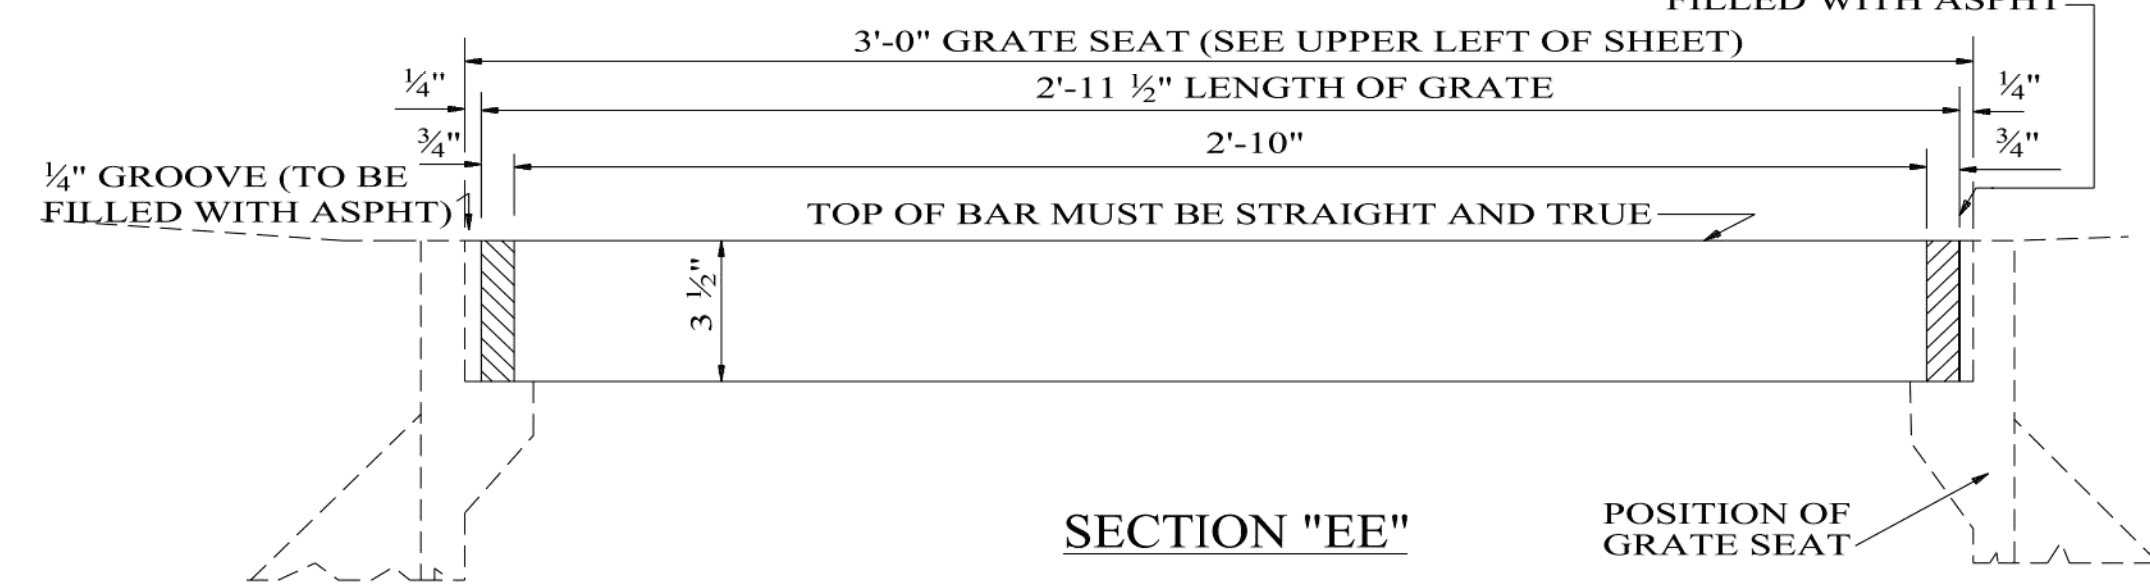 FILLED WITH ASPHT
3'-0" GRATE SEAT (SEE UPPER LEFT OF SHEET)
¼"
2'-11 ½" LENGTH OF GRATE
¼"
¾"
2'-10"
¾"
¼" GROOVE (TO BE
FILLED WITH ASPHT)
TOP OF BAR MUST BE STRAIGHT AND TRUE
3 ½"
SECTION "EE"
POSITION OF
GRATE SEAT